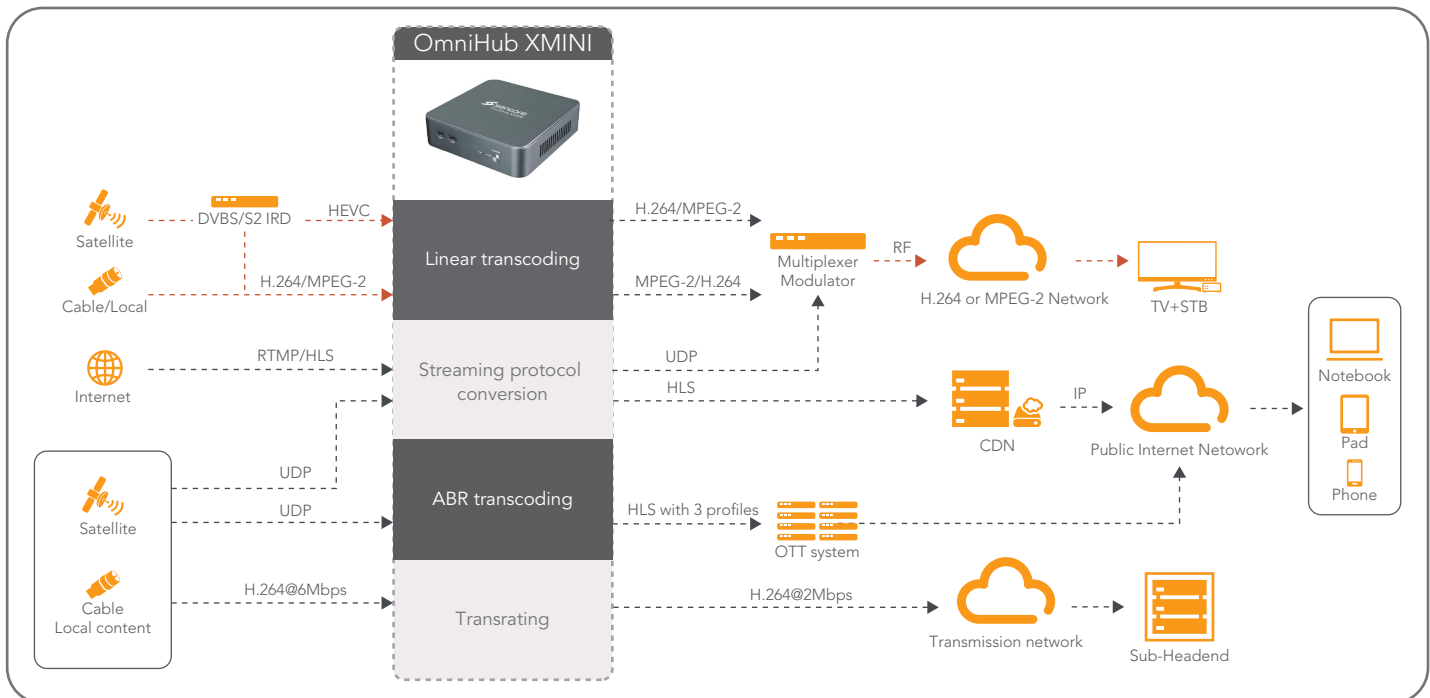 OmniHub XMINI
sencore
Satellite
DVBS/S2 IRD
HEVC
Cable/Local
H.264/MPEG-2
Linear transcoding
H.264/MPEG-2
MPEG-2/H.264
Multiplexer
Modulator
RF
H.264 or MPEG-2 Network
TV+STB
Internet
RTMP/HLS
Streaming protocol
conversion
UDP
HLS
CDN
IP
Public Internet Netowork
Notebook
Pad
Phone
Satellite
UDP
UDP
ABR transcoding
HLS with 3 profiles
OTT system
Cable
Local content
H.264@6Mbps
Transrating
H.264@2Mbps
Transmission network
Sub-Headend